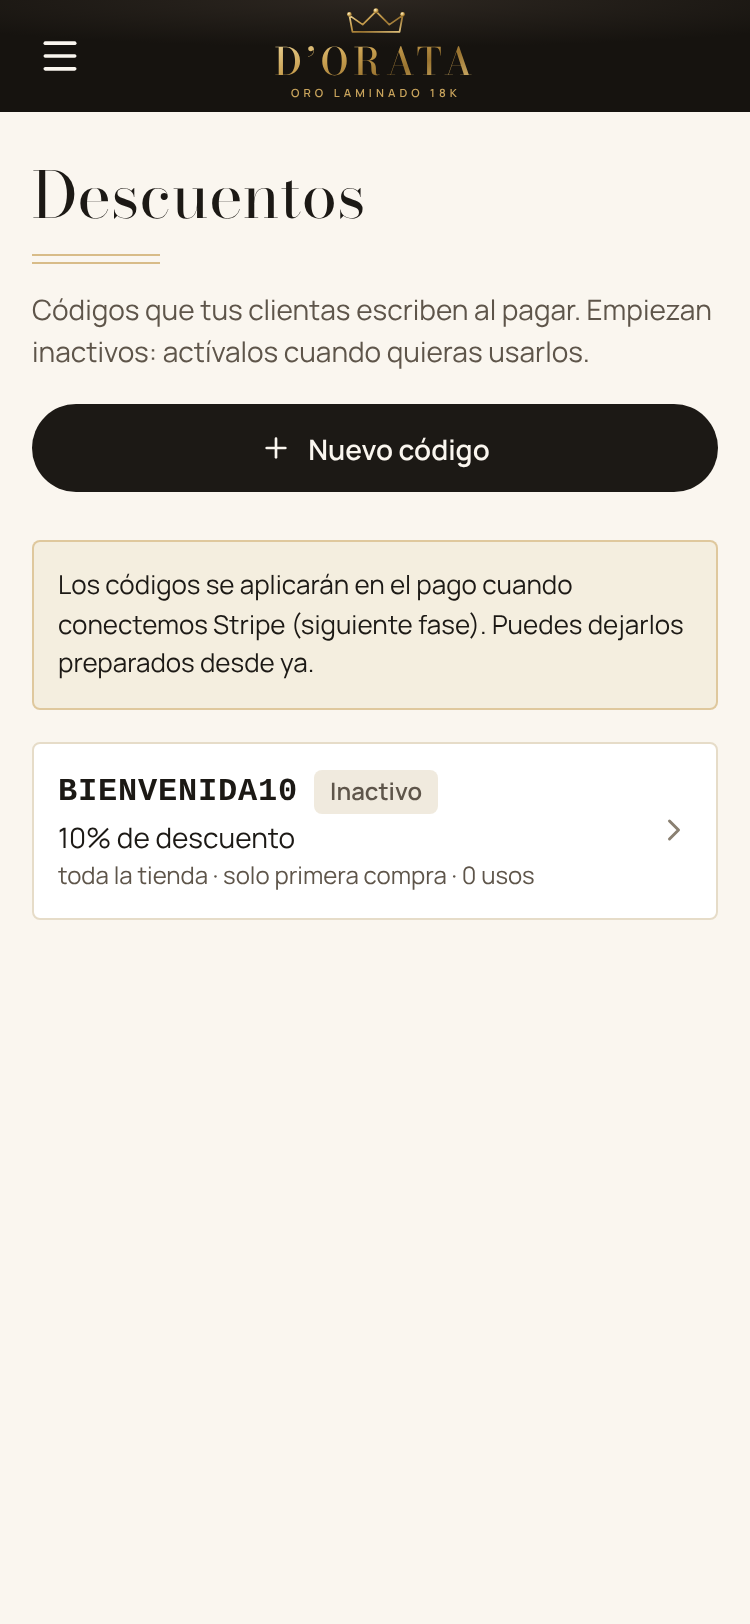 D’ORATA
ORO LAMINADO 18K
Descuentos
Códigos que tus clientas escriben al pagar. Empiezan
inactivos: actívalos cuando quieras usarlos.
+ Nuevo código
Los códigos se aplicarán en el pago cuando
conectemos Stripe (siguiente fase). Puedes dejarlos
preparados desde ya.
BIENVENIDA10 Inactivo
10% de descuento
toda la tienda · solo primera compra · 0 usos